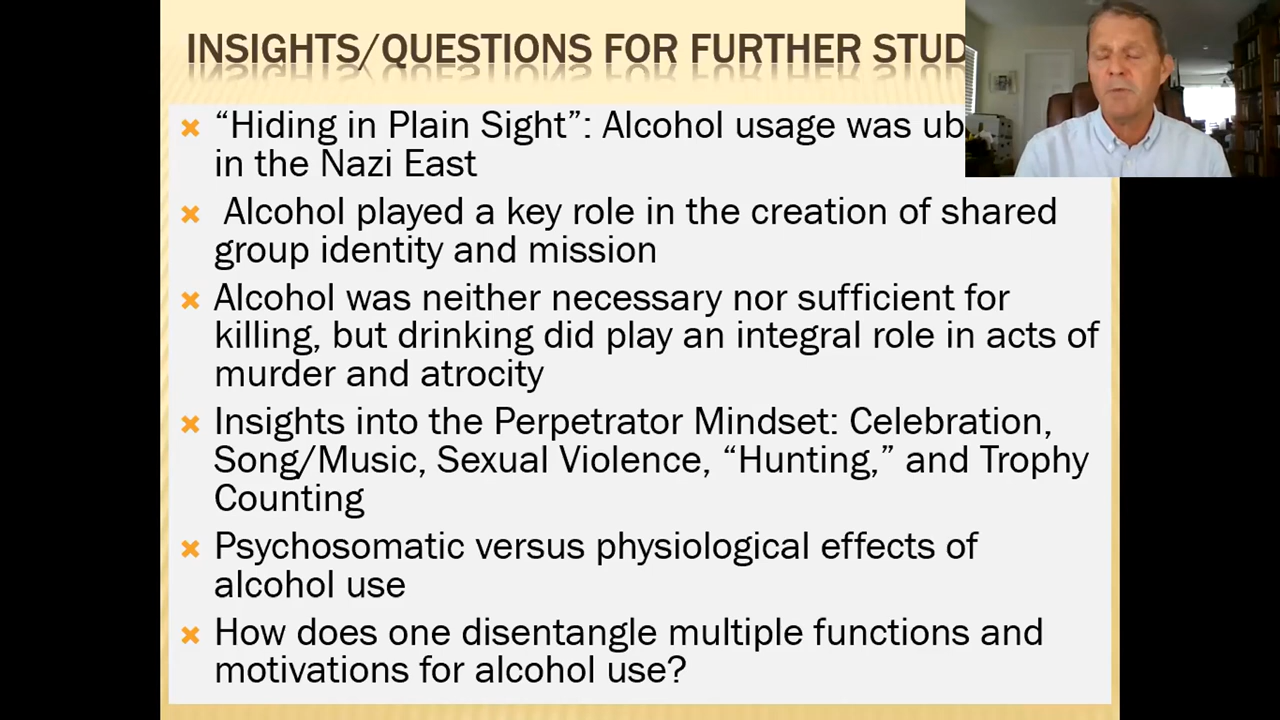 INSIGHTS/QUESTIONS FOR FURTHER
“Hiding in Plain Sight”: Alcohol usage was
in the Nazi East
Alcohol played a key role in the creation of shared
group identity and mission
Alcohol was neither necessary nor sufficient for
killing, but drinking did play an integral role in acts of
murder and atrocity
Insights into the Perpetrator Mindset: Celebration,
Song/Music, Sexual Violence, “Hunting,” and Trophy
Counting
Psychosomatic versus physiological effects of
alcohol use
How does one disentangle multiple functions and
motivations for alcohol use?